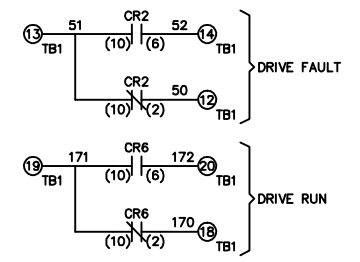 CR2
13 51 52 14
TB1 (10) (6) TB1
CR2
50 12
(10) (2) TB1
DRIVE FAULT
CR6
19 171 172 20
TB1 (10) (6) TB1
CR6
170 18
(10) (2) TB1
DRIVE RUN